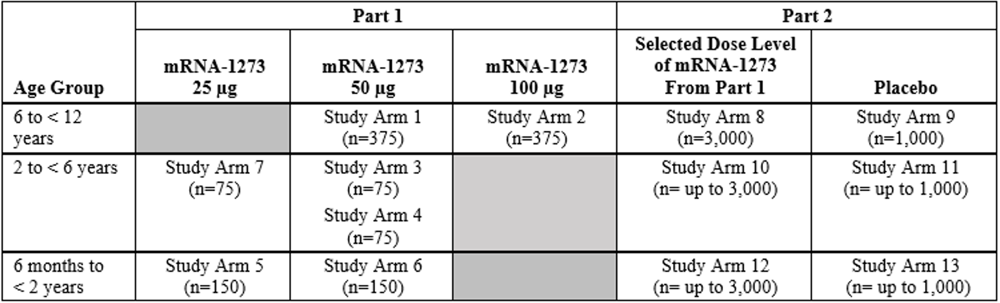 Part 1
Part 2
Age Group
mRNA-1273
25 µg
mRNA-1273
50 µg
mRNA-1273
100 µg
Selected Dose Level
of mRNA-1273
From Part 1
Placebo
6 to < 12
years
Study Arm 1
(n=375)
Study Arm 2
(n=375)
Study Arm 8
(n=3,000)
Study Arm 9
(n=1,000)
2 to < 6 years
Study Arm 7
(n=75)
Study Arm 3
(n=75)
Study Arm 4
(n=75)
Study Arm 10
(n= up to 3,000)
Study Arm 11
(n= up to 1,000)
6 months to
< 2 years
Study Arm 5
(n=150)
Study Arm 6
(n=150)
Study Arm 12
(n= up to 3,000)
Study Arm 13
(n= up to 1,000)